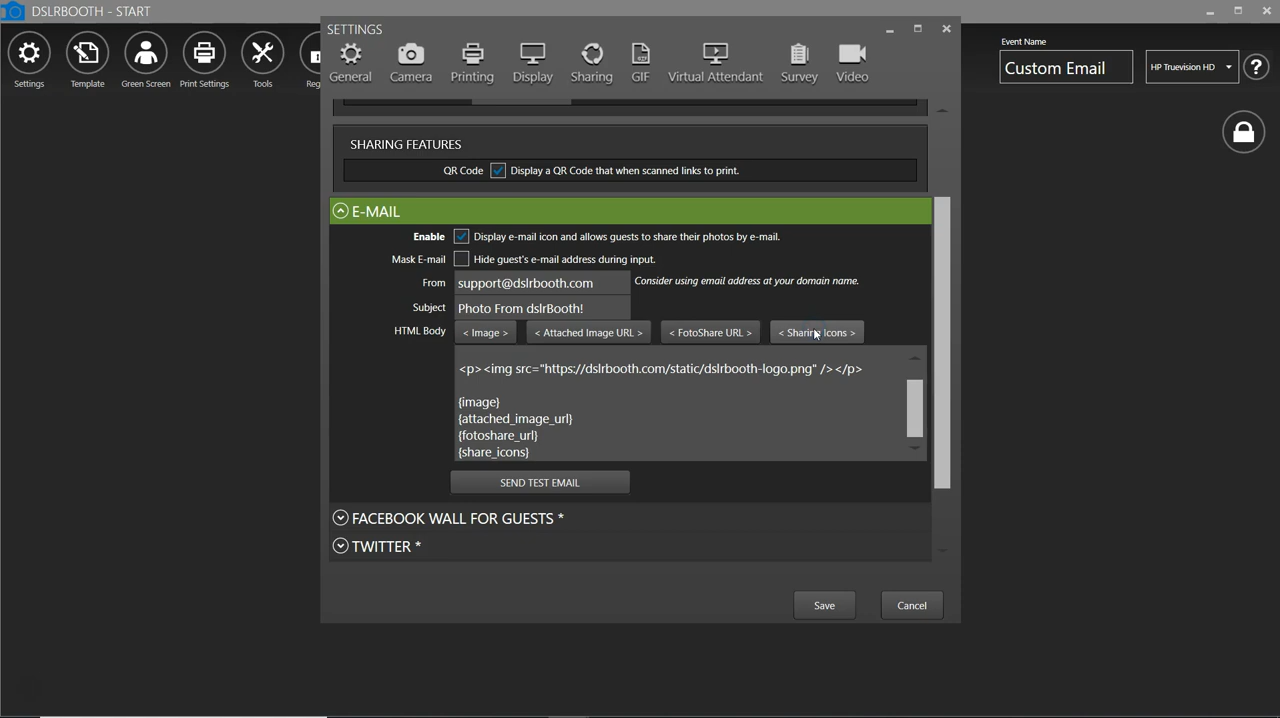 DSLRBOOTH - START
SETTINGS
Settings
Template
Green Screen
Print Settings
Tools
Reg
General
Camera
Printing
Display
Sharing
GIF
Virtual Attendant
Survey
Video
Event Name
Custom Email
HP Truevision HD
?
SHARING FEATURES
QR Code Display a QR Code that when scanned links to print.
E-MAIL
Enable Display e-mail icon and allows guests to share their photos by e-mail.
Mask E-mail Hide guest's e-mail address during input.
From support@dslrbooth.com Consider using email address at your domain name.
Subject Photo From dslrBooth!
HTML Body < Image > < Attached Image URL > < FotoShare URL > < Sharing Icons >
<p><img src="https://dslrbooth.com/static/dslrbooth-logo.png" /></p>
{image}
{attached_image_url}
{fotoshare_url}
{share_icons}
SEND TEST EMAIL
FACEBOOK WALL FOR GUESTS *
TWITTER *
Save Cancel